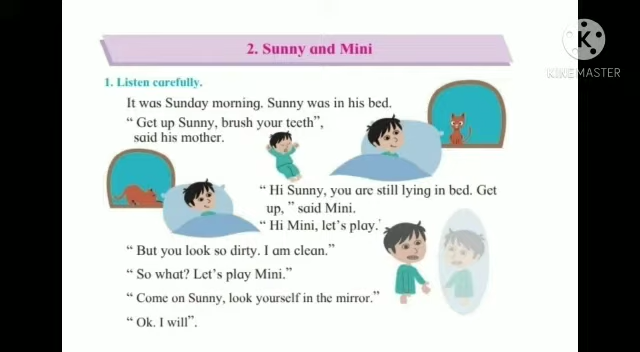 2. Sunny and Mini
K
KINEMASTER
1. Listen carefully.
It was Sunday morning. Sunny was in his bed.
“ Get up Sunny, brush your teeth”,
said his mother.
“ Hi Sunny, you are still lying in bed. Get
up, ” said Mini.
“ Hi Mini, let's play.”
“ But you look so dirty. I am clean.”
“ So what? Let's play Mini.”
“ Come on Sunny, look yourself in the mirror.”
“ Ok. I will”.